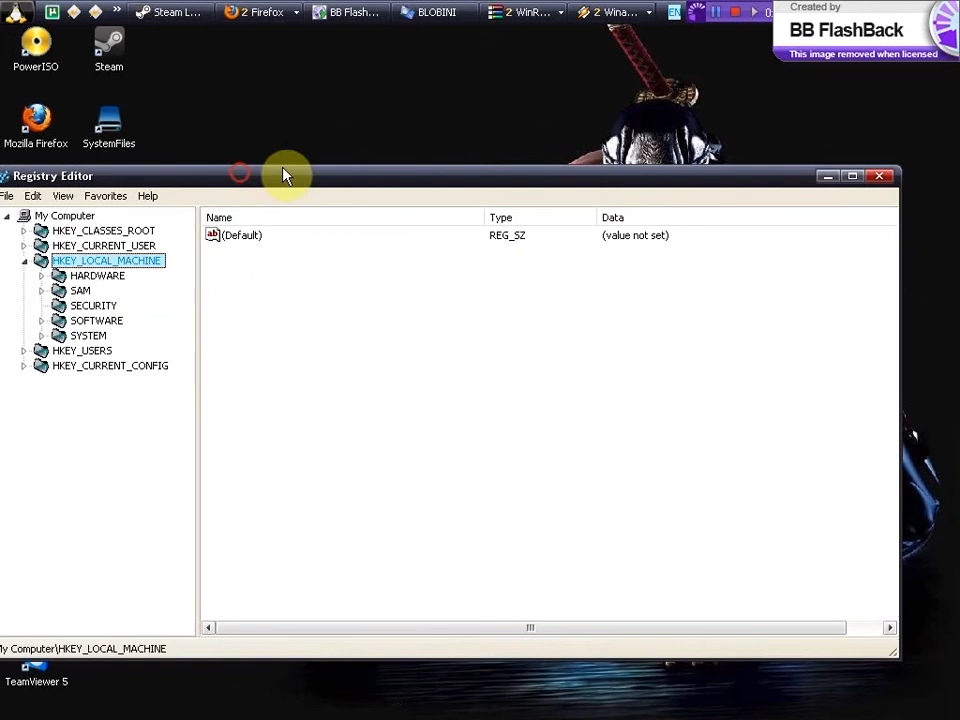 Steam L...
2 Firefox
BB Flash...
BLOBINI
2 WinR...
2 Wina...
EN
Created by
BB FlashBack
This image removed when licensed
PowerISO
Steam
Mozilla Firefox
SystemFiles
Registry Editor
File Edit View Favorites Help
My Computer
HKEY_CLASSES_ROOT
HKEY_CURRENT_USER
HKEY_LOCAL_MACHINE
HARDWARE
SAM
SECURITY
SOFTWARE
SYSTEM
HKEY_USERS
HKEY_CURRENT_CONFIG
Name Type Data
ab (Default) REG_SZ (value not set)
My Computer\HKEY_LOCAL_MACHINE
TeamViewer 5